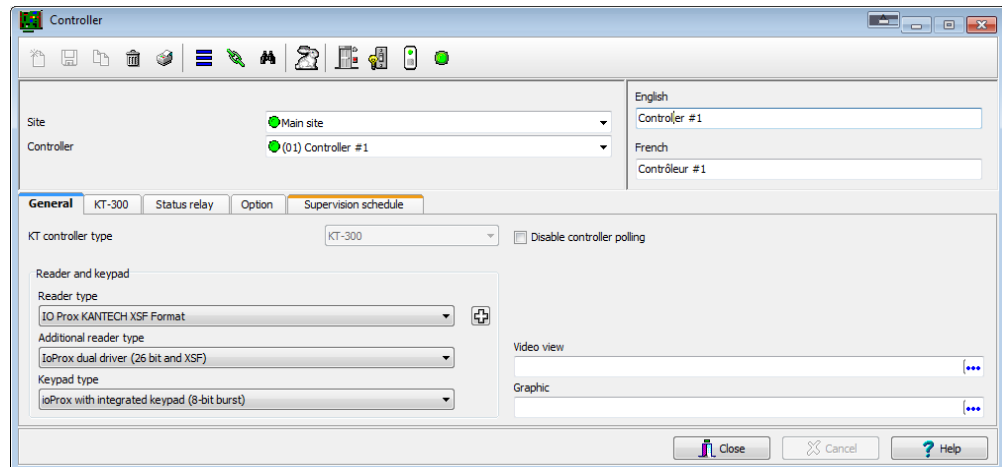 Controller
English
Site
Main site
Controler #1
Controller
(01) Controller #1
French
Contrôleur #1
General
KT-300
Status relay
Option
Supervision schedule
KT controller type
KT-300
Disable controller polling
Reader and keypad
Reader type
IO Prox KANTECH XSF Format
Additional reader type
IoProx dual driver (26 bit and XSF)
Keypad type
ioProx with integrated keypad (8-bit burst)
Video view
Graphic
Close
Cancel
Help